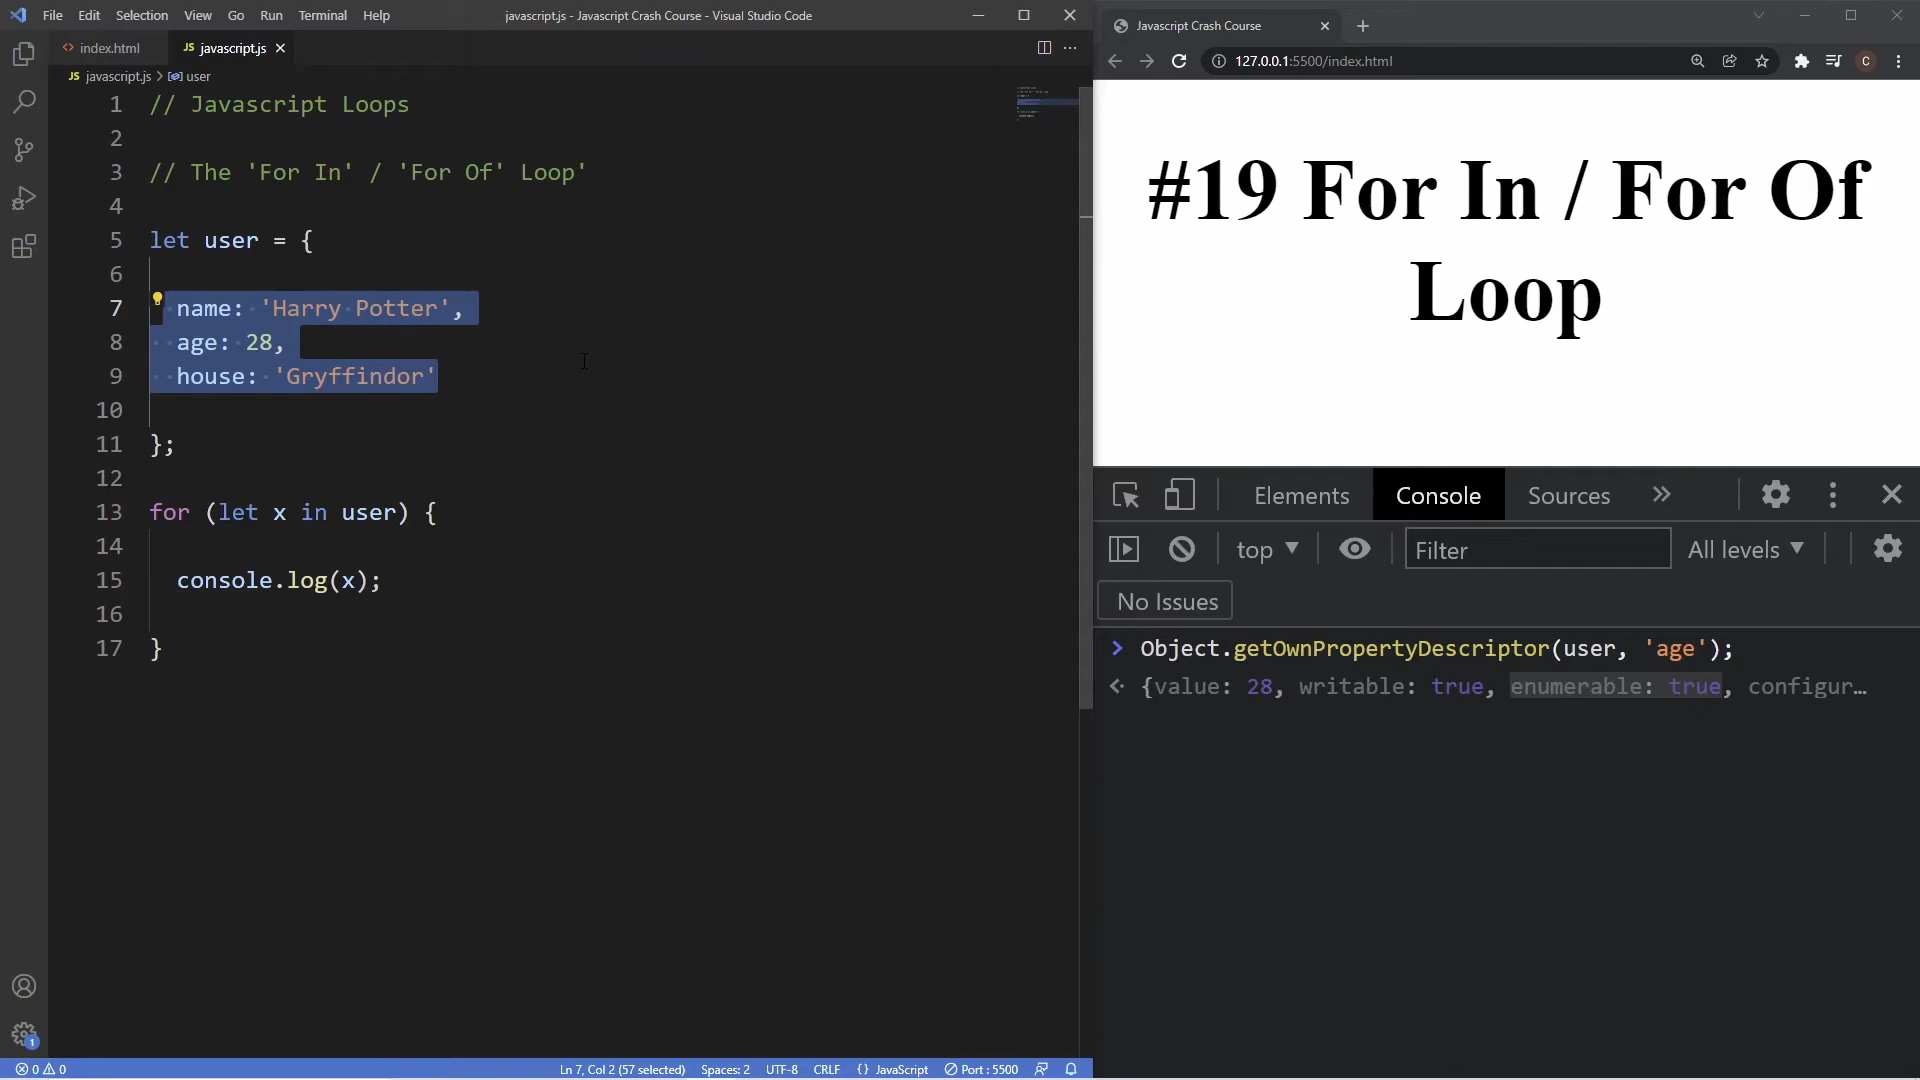 File Edit Selection View Go Run Terminal Help
javascript.js - Javascript Crash Course - Visual Studio Code
index.html
JS javascript.js
JS javascript.js > user
1 // Javascript Loops
2
3 // The 'For In' / 'For Of' Loop'
4
5 let user = {
6
7 name: 'Harry Potter',
8 age: 28,
9 house: 'Gryffindor'
10
11 };
12
13 for (let x in user) {
14
15 console.log(x);
16
17 }
1
0 0
Ln 7, Col 2 (57 selected) Spaces: 2 UTF-8 CRLF {} JavaScript Port : 5500
Javascript Crash Course
127.0.0.1:5500/index.html
C
#19 For In / For Of
Loop
Elements Console Sources »
top Filter All levels
No Issues
> Object.getOwnPropertyDescriptor(user, 'age');
{value: 28, writable: true, enumerable: true, configur…